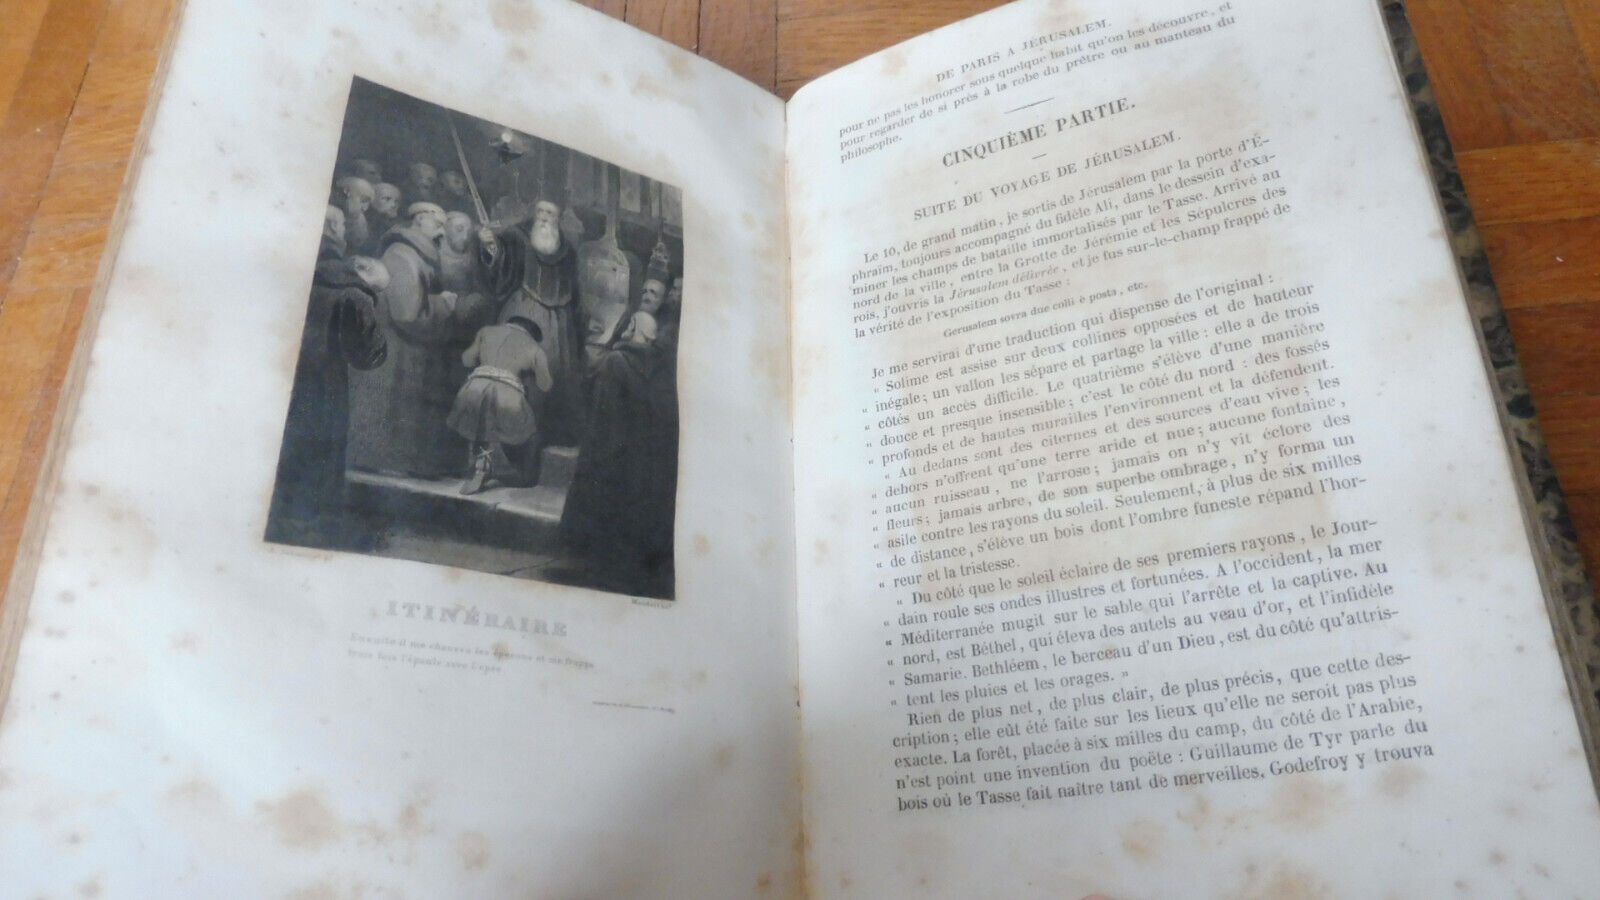 ITINÉRAIRE
Ensuite il me chaussa les éperons et me frappa
trois fois l'épaule avec l'épée
DE PARIS A JÉRUSALEM.
pour ne pas les honorer sous quelque habit qu'on les découvre, et
pour regarder de si près à la robe du prêtre ou au manteau du
philosophe.
CINQUIÈME PARTIE.
SUITE DU VOYAGE DE JÉRUSALEM.
Le 10, de grand matin, je sortis de Jérusalem par la porte d'É-
phraïm, toujours accompagné du fidèle Ali, dans le dessein d'exa-
miner les champs de bataille immortalisés par le Tasse. Arrivé au
nord de la ville, entre la Grotte de Jérémie et les Sépulcres des
rois, j'ouvris la Jérusalem délivrée, et je fus sur-le-champ frappé de
la vérité de l'exposition du Tasse :
Gerusalem sovra due colli è posta, etc.
Je me servirai d'une traduction qui dispense de l'original :
« Solime est assise sur deux collines opposées et de hauteur
« inégale ; un vallon les sépare et partage la ville : elle a de trois
« côtés un accès difficile. Le quatrième s'élève d'une manière
« douce et presque insensible ; c'est le côté du nord : des fossés
« profonds et de hautes murailles l'environnent et la défendent.
« Au dedans sont des citernes et des sources d'eau vive ; les
« dehors n'offrent qu'une terre aride et nue ; aucune fontaine,
« aucun ruisseau, ne l'arrose ; jamais on n'y vit éclore des
« fleurs ; jamais arbre, de son superbe ombrage, n'y forma un
« asile contre les rayons du soleil. Seulement, à plus de six milles
« de distance, s'élève un bois dont l'ombre funeste répand l'hor-
« reur et la tristesse.
« Du côté que le soleil éclaire de ses premiers rayons, le Jour-
« dain roule ses ondes illustres et fortunées. A l'occident, la mer
« Méditerranée mugit sur le sable qui l'arrête et la captive. Au
« nord, est Béthel, qui éleva des autels au veau d'or, et l'infidèle
« Samarie. Bethléem, le berceau d'un Dieu, est du côté qu'attris-
« tent les pluies et les orages. »
Rien de plus net, de plus clair, de plus précis, que cette des-
cription ; elle eût été faite sur les lieux qu'elle ne seroit pas plus
exacte. La forêt, placée à six milles du camp, du côté de l'Arabie,
n'est point une invention du poëte : Guillaume de Tyr parle du
bois où le Tasse fait naître tant de merveilles. Godefroy y trouva